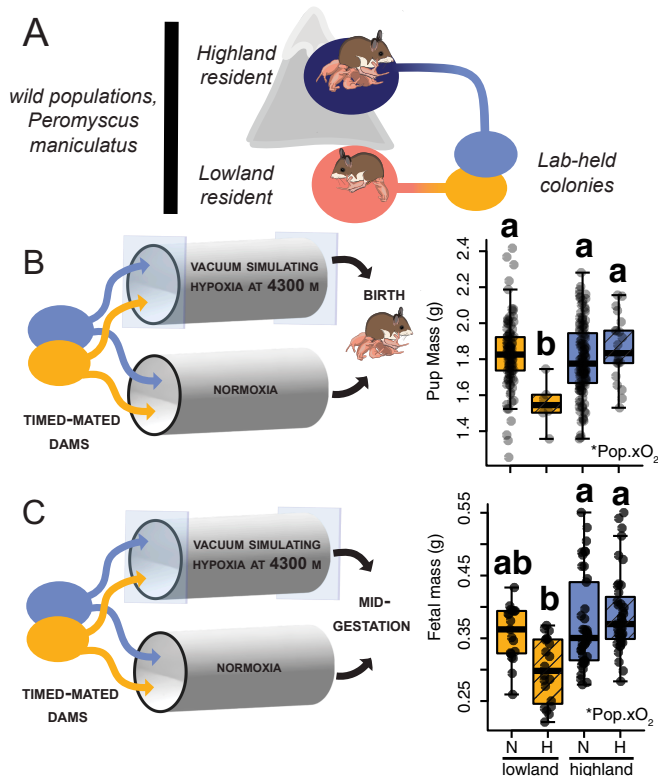 A
Highland
resident
wild populations,
Peromyscus
maniculatus
Lowland
resident
Lab-held
colonies
B
VACUUM SIMULATING
HYPOXIA AT 4300 M
BIRTH
NORMOXIA
TIMED-MATED
DAMS
Pup Mass (g)
2.4
2.2
2.0
1.8
1.6
1.4
a
b
a
a
*Pop.xO2
C
VACUUM SIMULATING
HYPOXIA AT 4300 M
MID-
GESTATION
NORMOXIA
TIMED-MATED
DAMS
Fetal mass (g)
0.55
0.45
0.35
0.25
ab
b
a
a
*Pop.xO2
N H N H
lowland highland